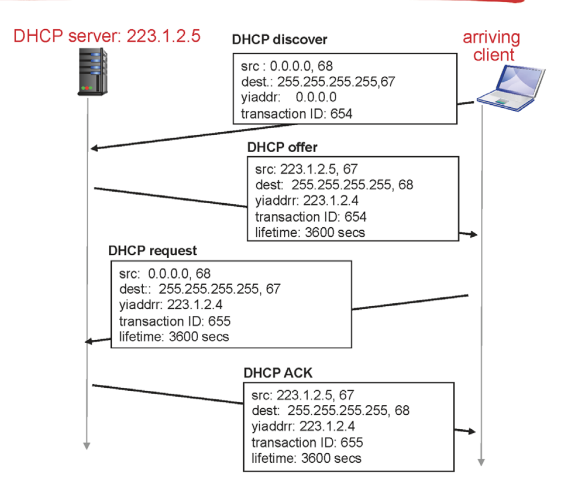 DHCP server: 223.1.2.5
arriving
client
DHCP discover
src : 0.0.0.0, 68
dest.: 255.255.255.255,67
yiaddr: 0.0.0.0
transaction ID: 654
DHCP offer
src: 223.1.2.5, 67
dest: 255.255.255.255, 68
yiaddrr: 223.1.2.4
transaction ID: 654
lifetime: 3600 secs
DHCP request
src: 0.0.0.0, 68
dest:: 255.255.255.255, 67
yiaddrr: 223.1.2.4
transaction ID: 655
lifetime: 3600 secs
DHCP ACK
src: 223.1.2.5, 67
dest: 255.255.255.255, 68
yiaddrr: 223.1.2.4
transaction ID: 655
lifetime: 3600 secs